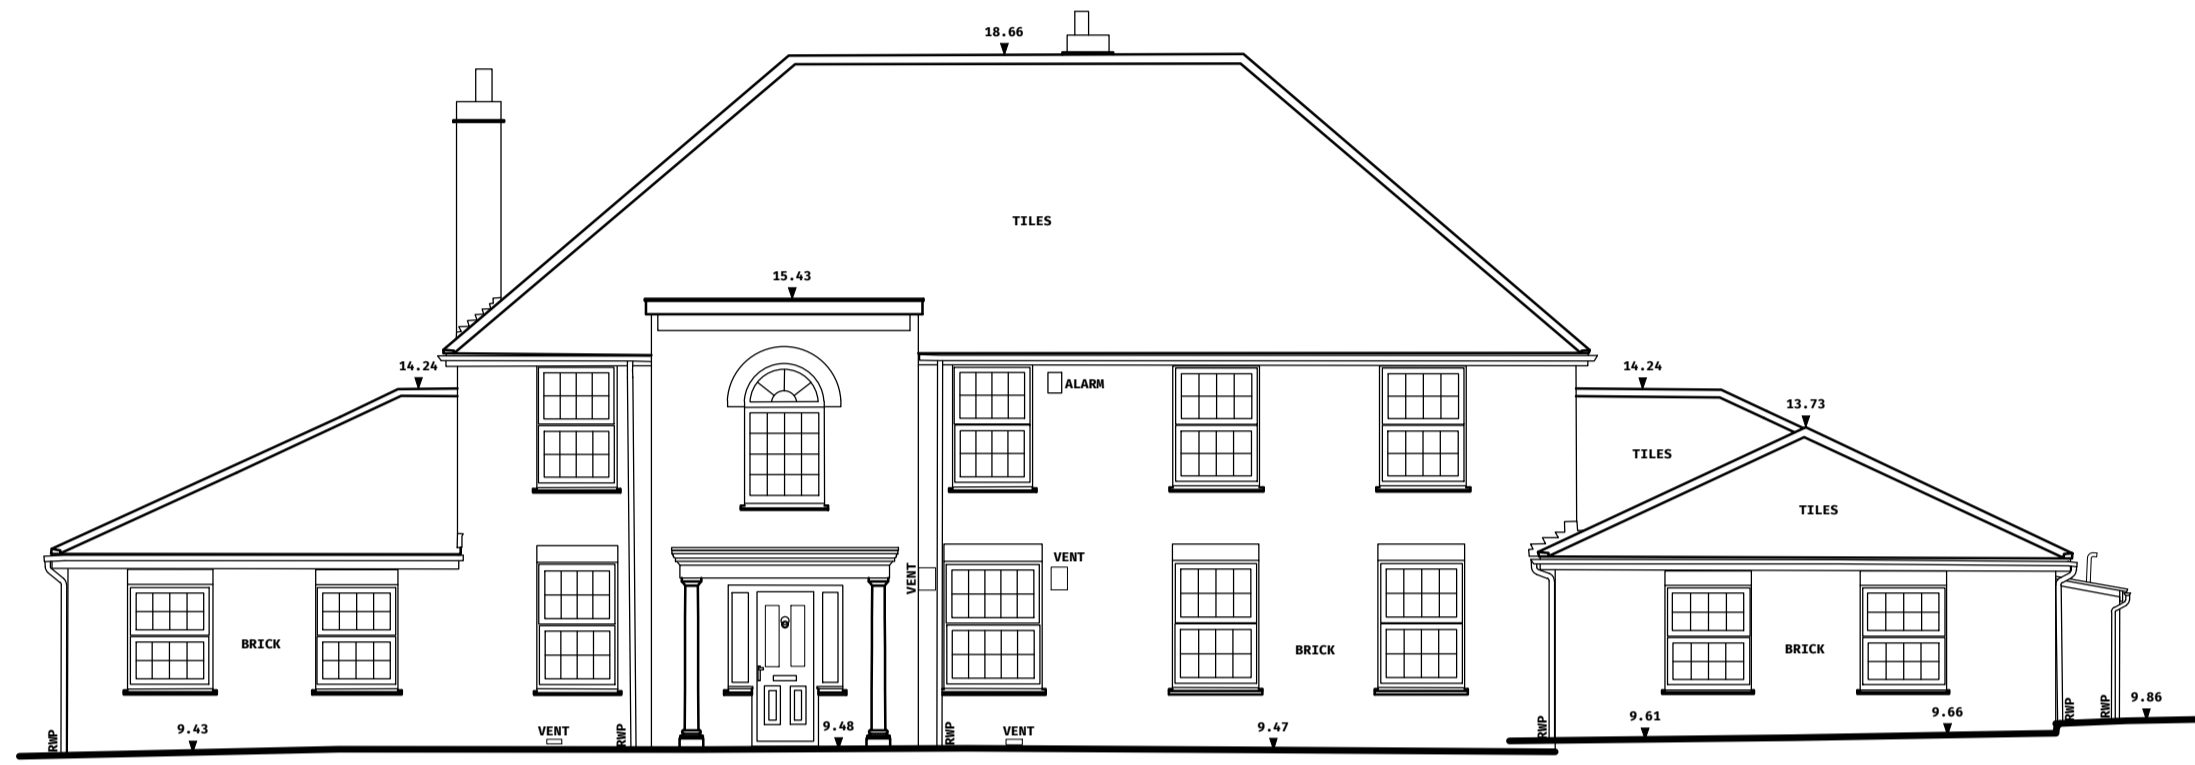 18.66
TILES
15.43
14.24
14.24
13.73
ALARM
TILES
TILES
VENT
VENT
BRICK
BRICK
BRICK
9.43
VENT
9.48
VENT
9.47
9.61
9.66
9.86
RWP
RWP
RWP
RWP
RWP
RWP